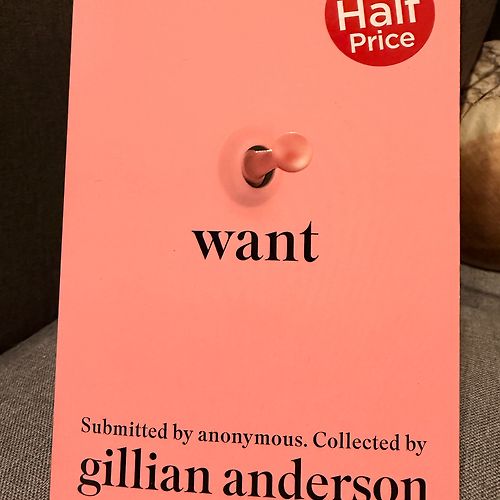 Half
Price
want
Submitted by anonymous. Collected by
gillian anderson